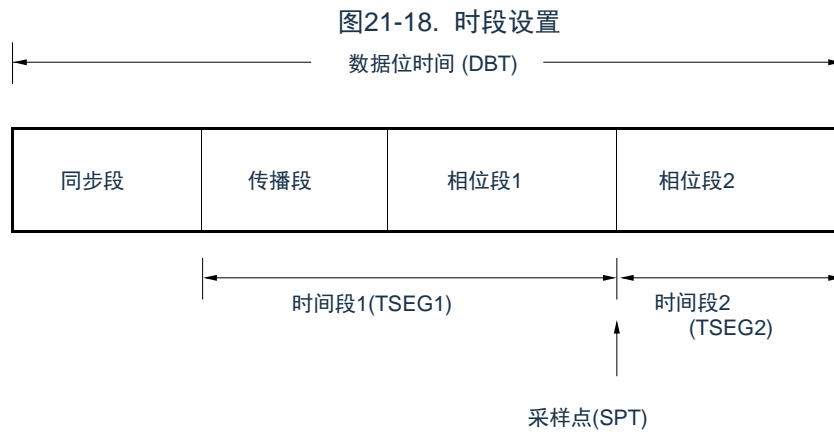 图21-18. 时段设置
数据位时间 (DBT)
同步段
传播段
相位段1
相位段2
时间段1(TSEG1)
时间段2
(TSEG2)
采样点(SPT)